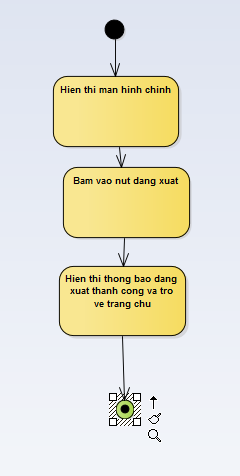 Hien thi man hinh chinh
Bam vao nut dang xuat
Hien thi thong bao dang
xuat thanh cong va tro
ve trang chu